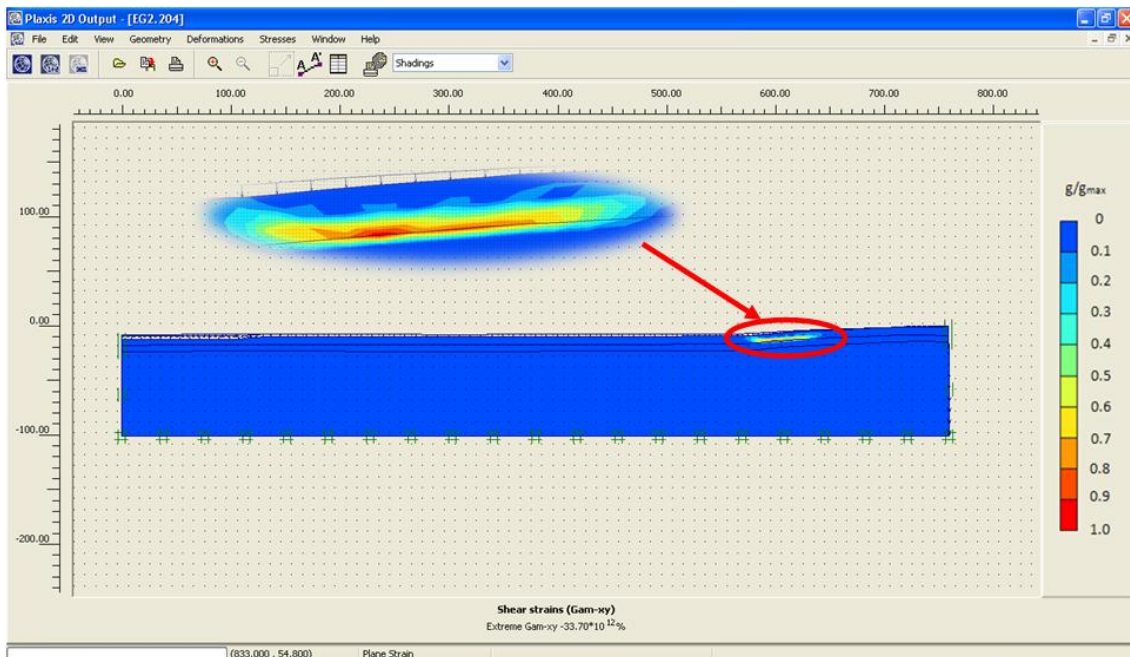 Plaxis 2D Output - [EG2.204]
File Edit View Geometry Deformations Stresses Window Help
Shadings
0.00 100.00 200.00 300.00 400.00 500.00 600.00 700.00 800.00
100.00
0.00
-100.00
-200.00
g/gmax
0
0.1
0.2
0.3
0.4
0.5
0.6
0.7
0.8
0.9
1.0
Shear strains (Gam-xy)
Extreme Gam-xy -33.70*10 12%
(833.000 , 54.800) Plane Strain